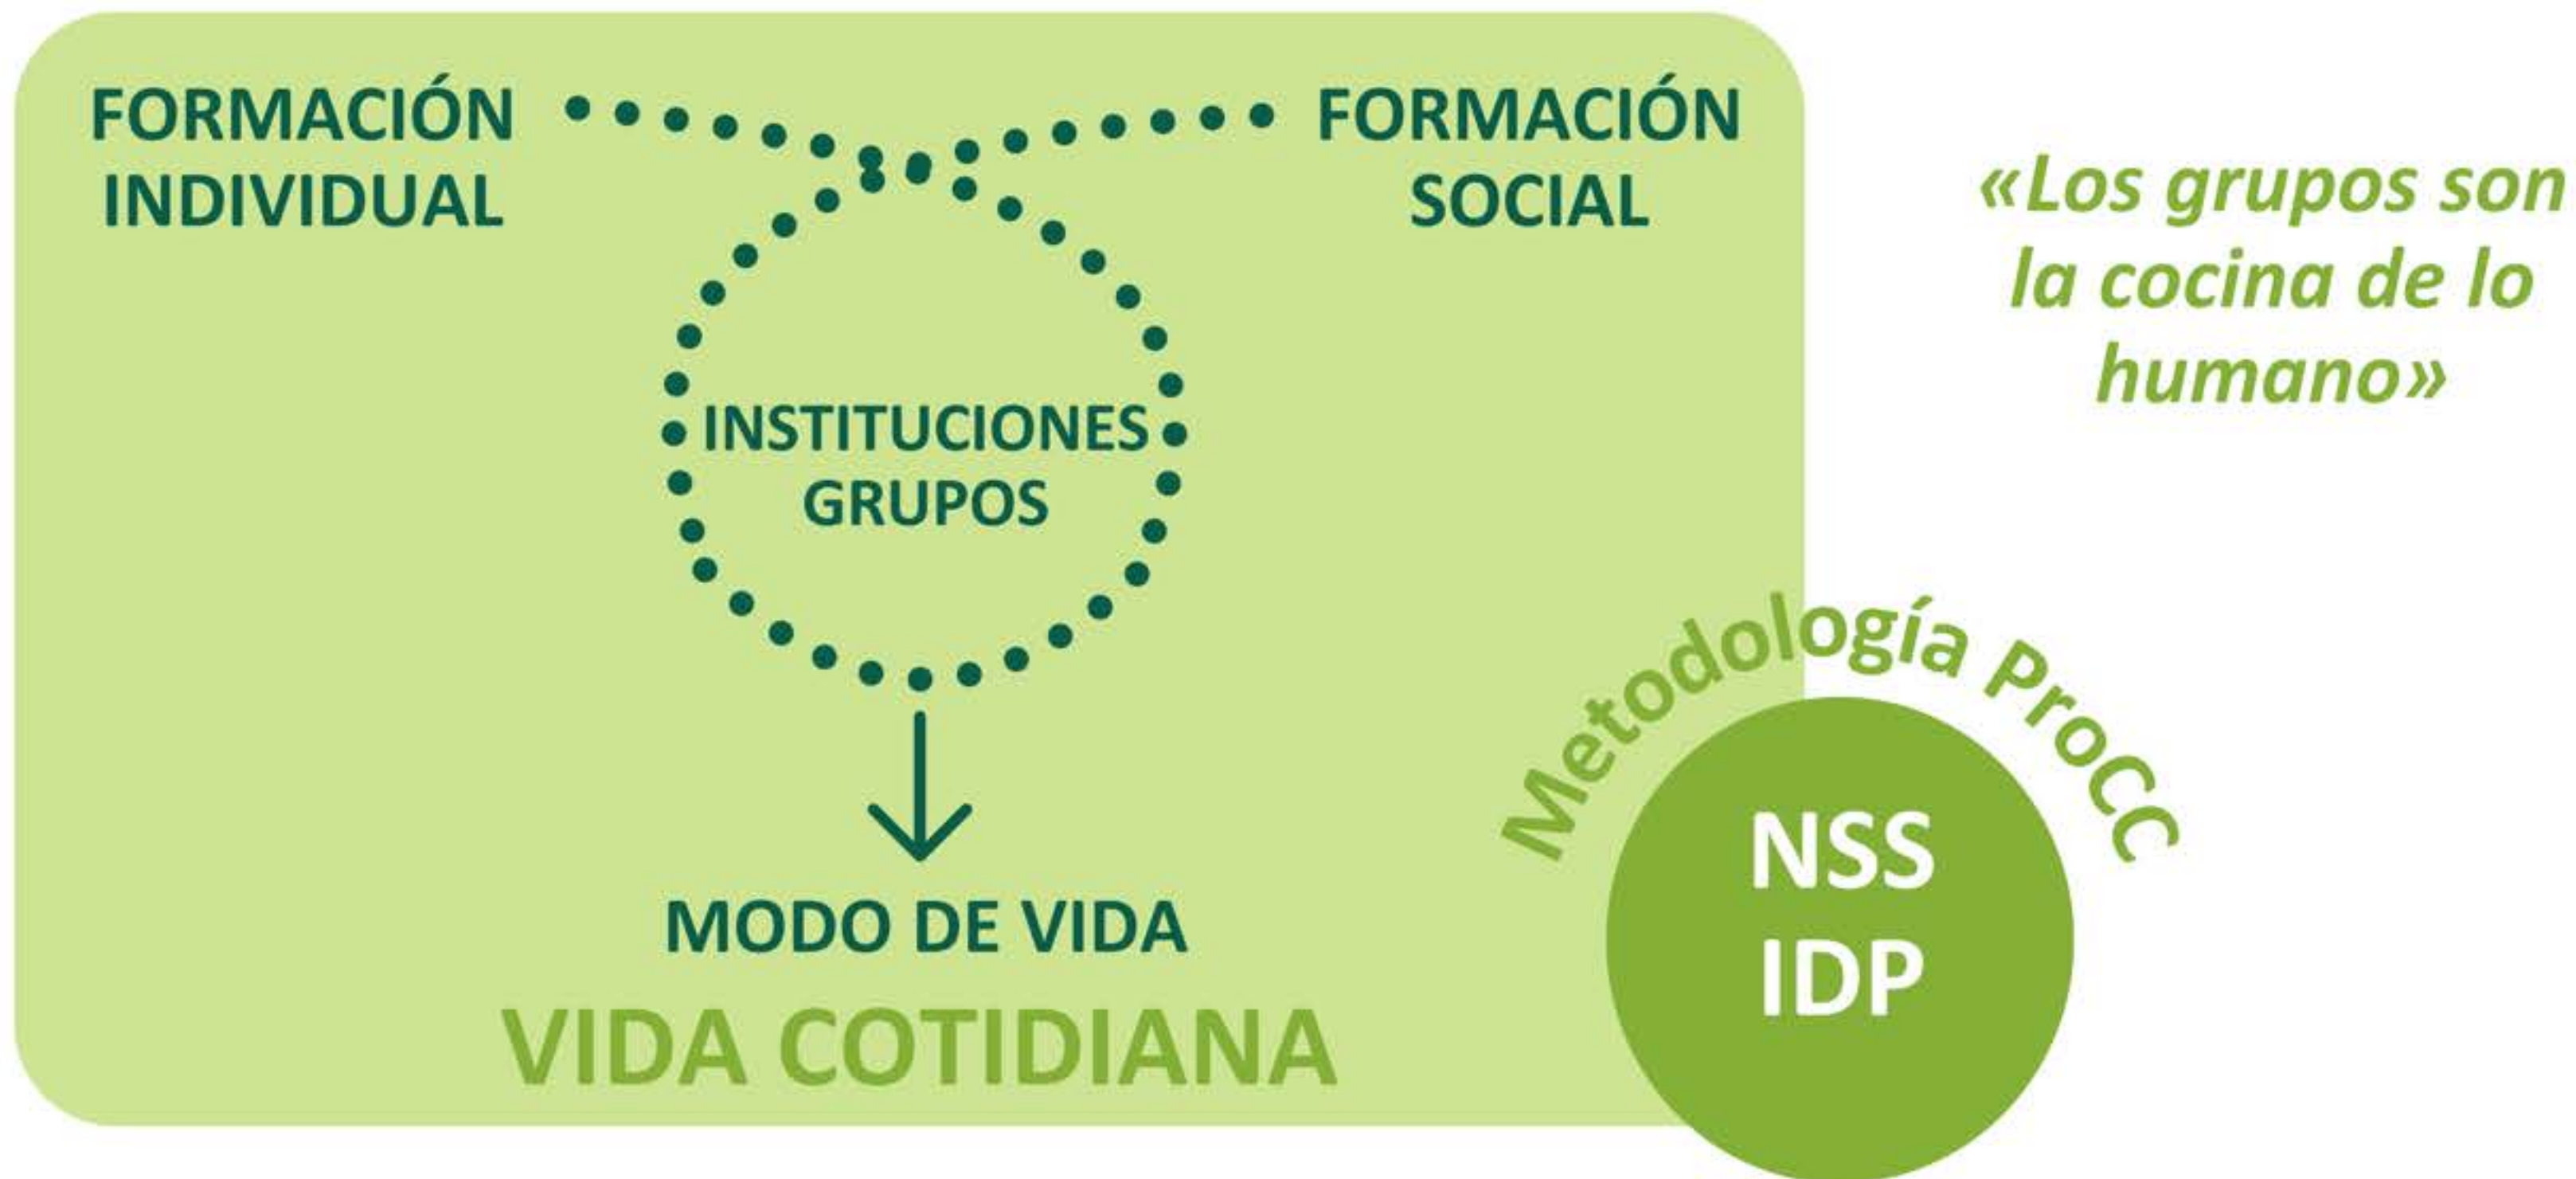 FORMACIÓN
INDIVIDUAL
FORMACIÓN
SOCIAL
INSTITUCIONES
GRUPOS
MODO DE VIDA
VIDA COTIDIANA
«Los grupos son
la cocina de lo
humano»
Metodología ProCC
NSS
IDP